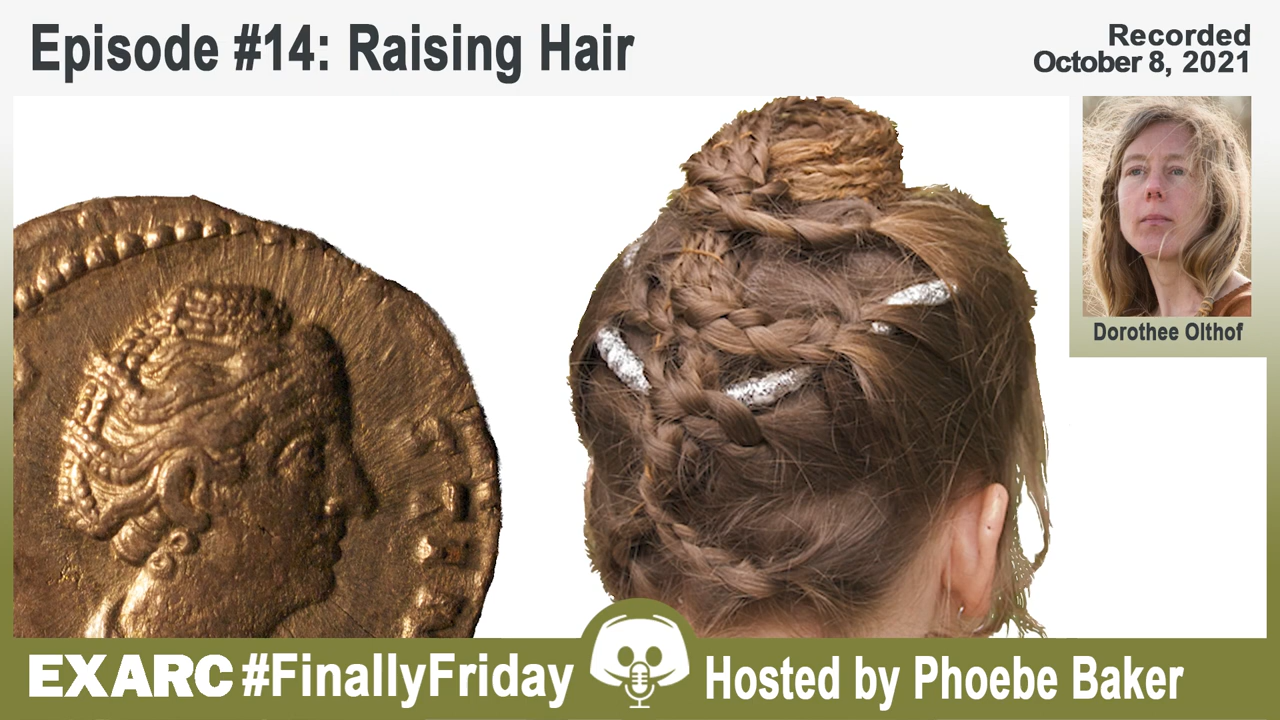 Episode #14: Raising Hair
Recorded
October 8, 2021
Dorothee Olthof
EXARC #FinallyFriday
Hosted by Phoebe Baker